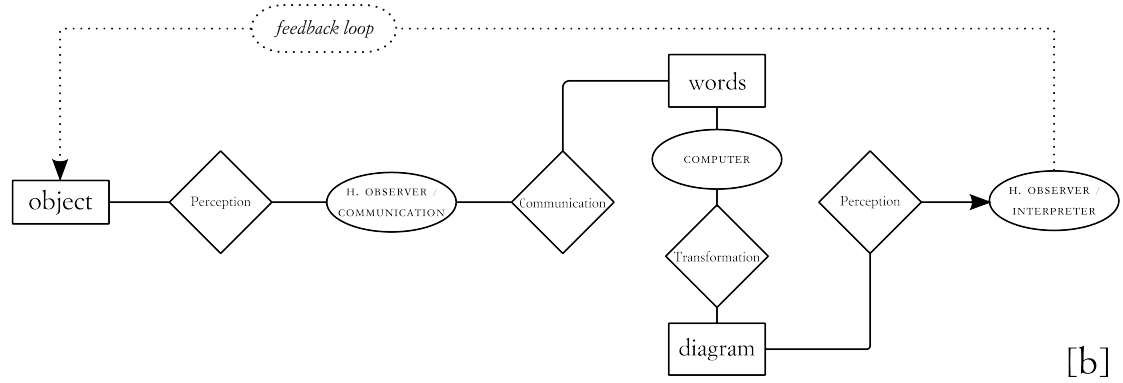 feedback loop
words
COMPUTER
object
Perception
H. OBSERVER /
COMMUNICATION
Communication
Transformation
diagram
Perception
H. OBSERVER /
INTERPRETER
[b]